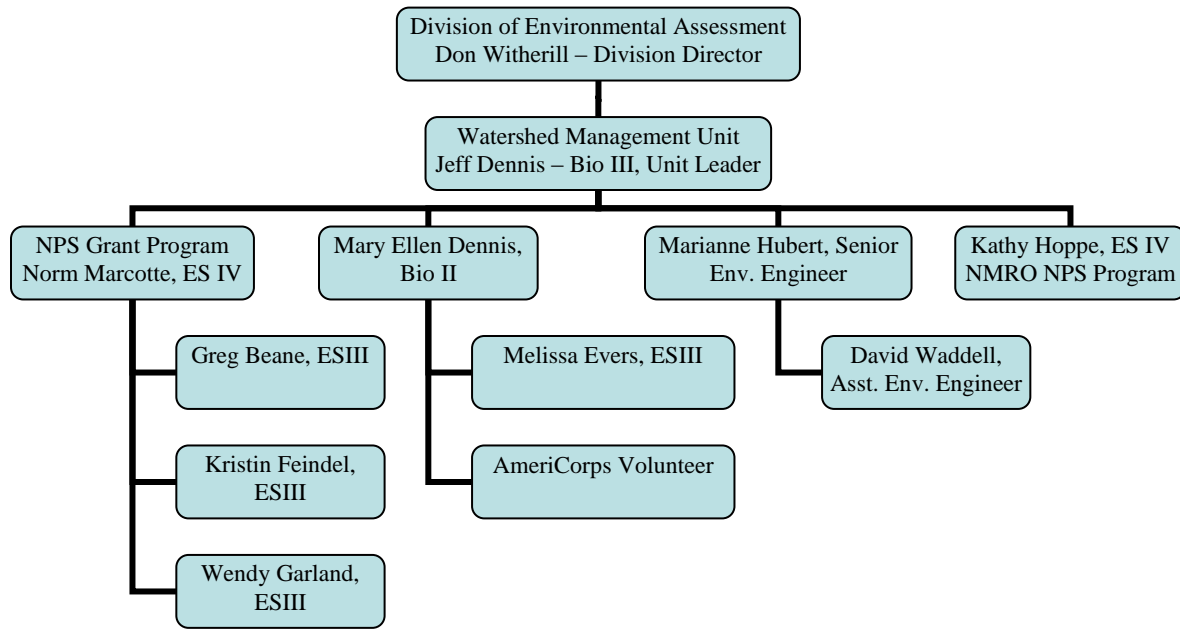 Division of Environmental Assessment
Don Witherill – Division Director
Watershed Management Unit
Jeff Dennis – Bio III, Unit Leader
NPS Grant Program
Norm Marcotte, ES IV
Mary Ellen Dennis,
Bio II
Marianne Hubert, Senior
Env. Engineer
Kathy Hoppe, ES IV
NMRO NPS Program
Greg Beane, ESIII
Melissa Evers, ESIII
David Waddell,
Asst. Env. Engineer
Kristin Feindel,
ESIII
AmeriCorps Volunteer
Wendy Garland,
ESIII